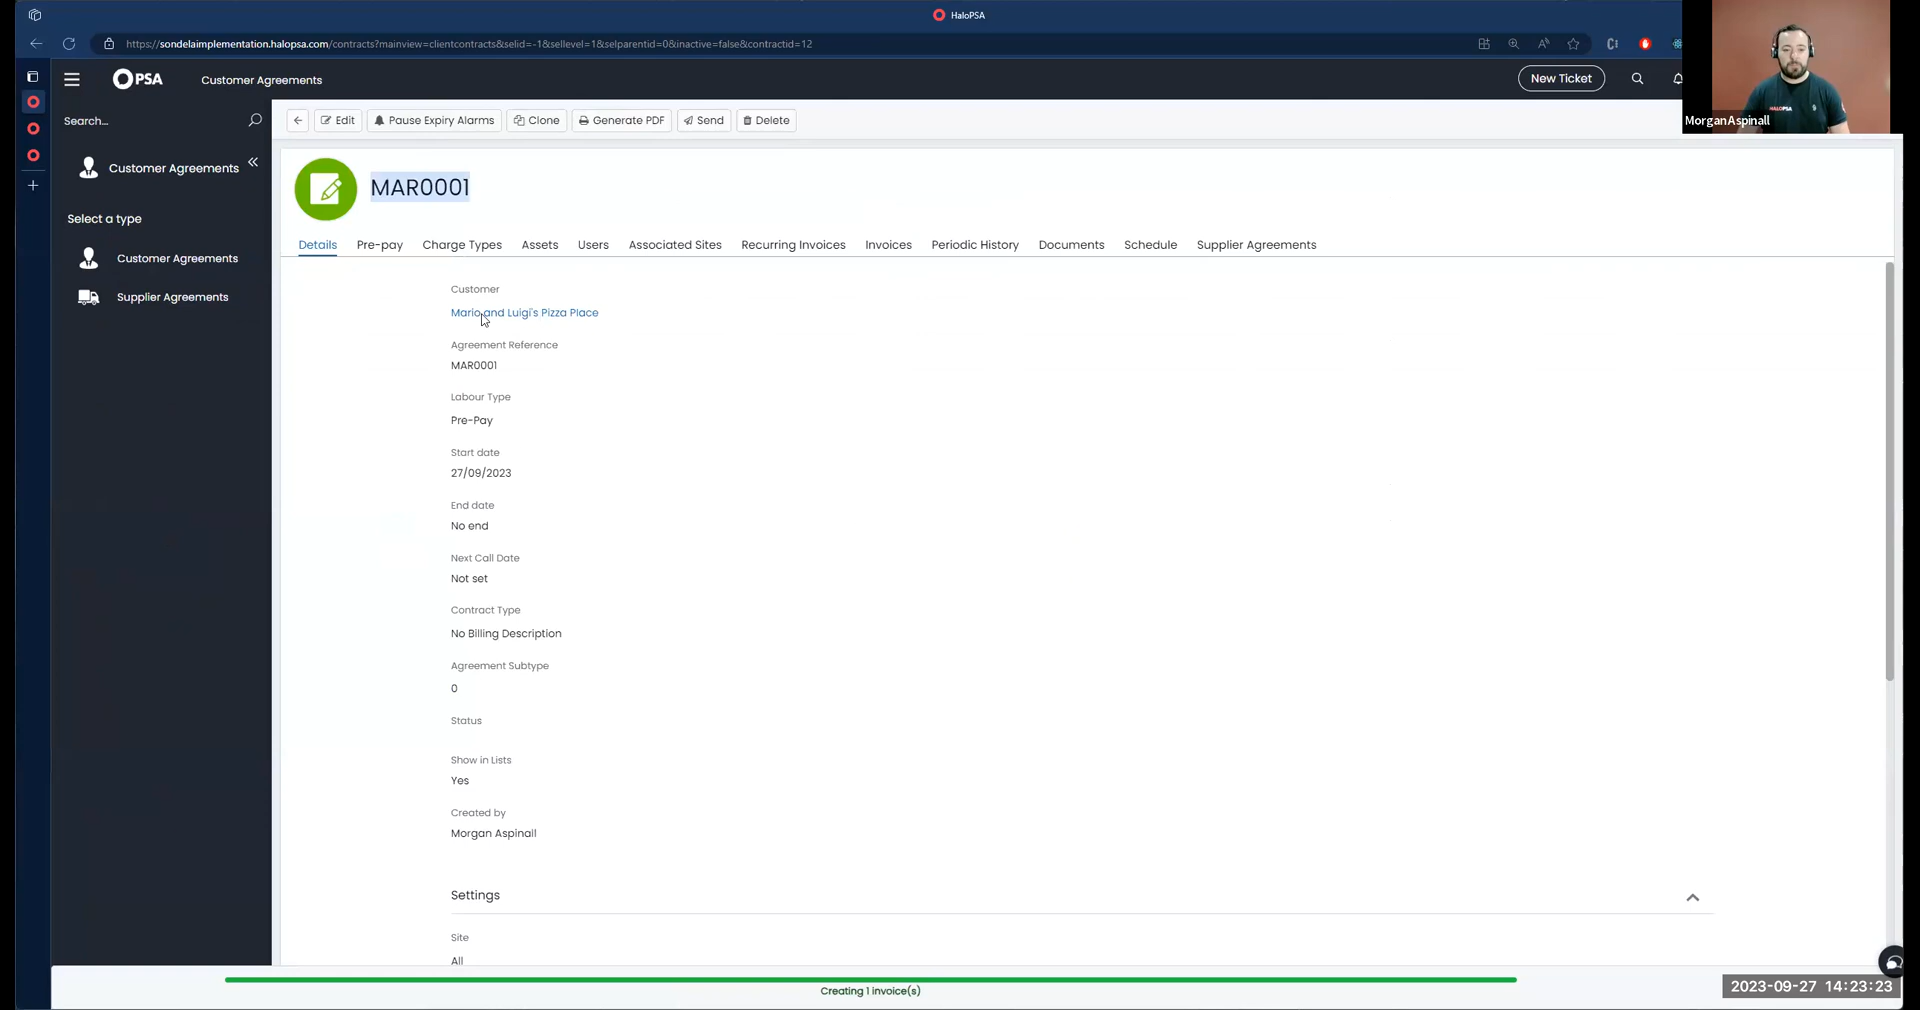 HaloPSA
https://sondelaimplementation.halopsa.com/contracts?mainview=clientcontracts&selid=-1&sellevel=1&selparentid=0&inactive=false&contractid=12
PSA
Customer Agreements
New Ticket
Search...
Edit
Pause Expiry Alarms
Clone
Generate PDF
Send
Delete
Morgan Aspinall
Customer Agreements
MAR0001
Select a type
Customer Agreements
Supplier Agreements
Details
Pre-pay
Charge Types
Assets
Users
Associated Sites
Recurring Invoices
Invoices
Periodic History
Documents
Schedule
Supplier Agreements
Customer
Mario and Luigi's Pizza Place
Agreement Reference
MAR0001
Labour Type
Pre-Pay
Start date
27/09/2023
End date
No end
Next Call Date
Not set
Contract Type
No Billing Description
Agreement Subtype
0
Status
Show in Lists
Yes
Created by
Morgan Aspinall
Settings
Site
All
Creating 1 invoice(s)
2023-09-27 14:23:23